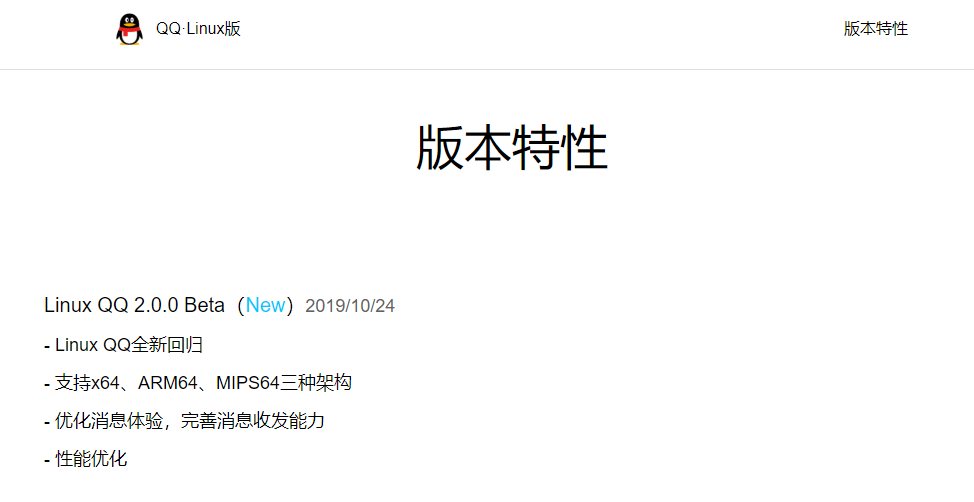 QQ·Linux版
版本特性
版本特性
Linux QQ 2.0.0 Beta（New）2019/10/24
- Linux QQ全新回归
- 支持x64、ARM64、MIPS64三种架构
- 优化消息体验，完善消息收发能力
- 性能优化